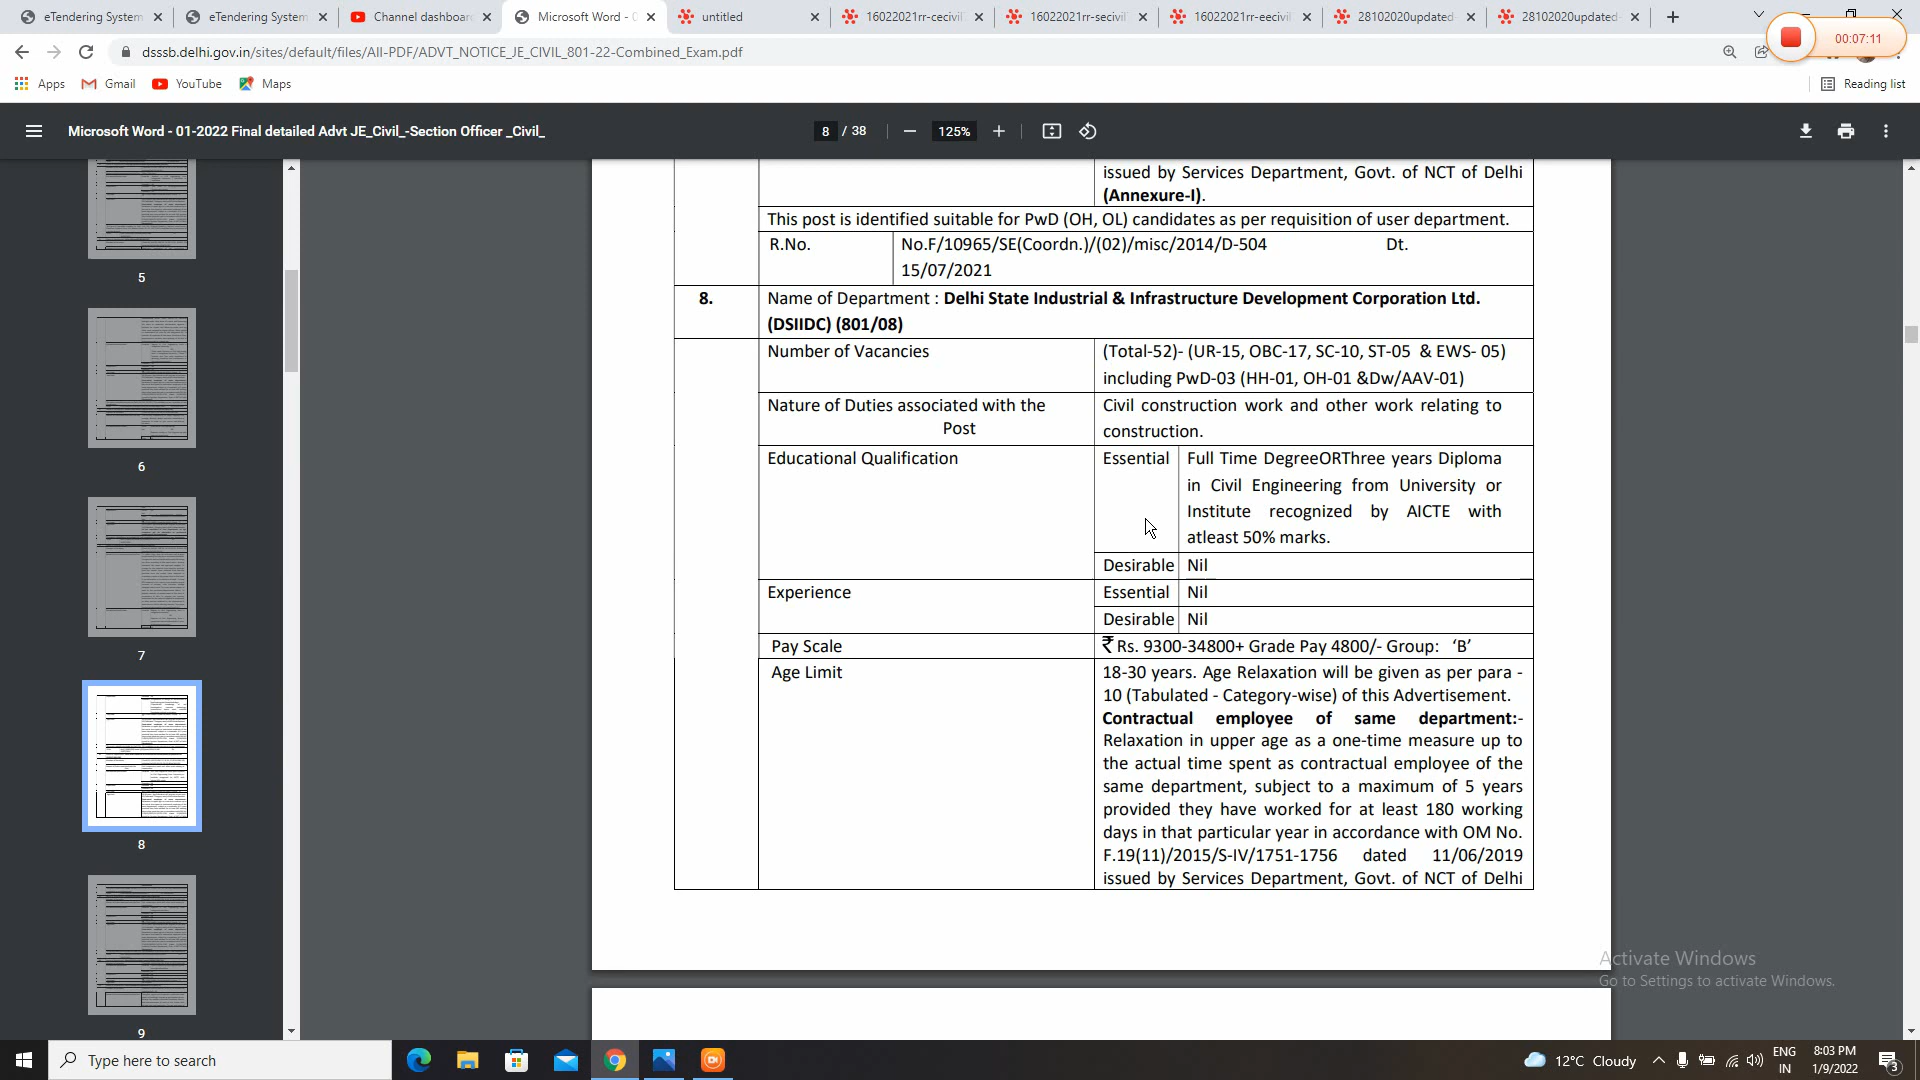 eTendering System
eTendering System
Channel dashboar
Microsoft Word - 0
untitled
16022021rr-cecivil
16022021rr-secivil
16022021rr-eecivil
28102020updated
28102020updated
00:07:11
dsssb.delhi.gov.in/sites/default/files/All-PDF/ADVT_NOTICE_JE_CIVIL_801-22-Combined_Exam.pdf
Apps Gmail YouTube Maps Reading list
Microsoft Word - 01-2022 Final detailed Advt JE_Civil_-Section Officer _Civil_
8 / 38
125%
5
6
7
8
9
issued by Services Department, Govt. of NCT of Delhi
(Annexure-I).
This post is identified suitable for PwD (OH, OL) candidates as per requisition of user department.
R.No. No.F/10965/SE(Coordn.)/(02)/misc/2014/D-504 Dt.
15/07/2021
8. Name of Department : Delhi State Industrial & Infrastructure Development Corporation Ltd.
(DSIIDC) (801/08)
Number of Vacancies (Total-52)- (UR-15, OBC-17, SC-10, ST-05 & EWS- 05)
including PwD-03 (HH-01, OH-01 &Dw/AAV-01)
Nature of Duties associated with the Civil construction work and other work relating to
Post construction.
Educational Qualification Essential Full Time DegreeORThree years Diploma
in Civil Engineering from University or
Institute recognized by AICTE with
atleast 50% marks.
Desirable Nil
Experience Essential Nil
Desirable Nil
Pay Scale ₹ Rs. 9300-34800+ Grade Pay 4800/- Group: ‘B’
Age Limit 18-30 years. Age Relaxation will be given as per para -
10 (Tabulated - Category-wise) of this Advertisement.
Contractual employee of same department:-
Relaxation in upper age as a one-time measure up to
the actual time spent as contractual employee of the
same department, subject to a maximum of 5 years
provided they have worked for at least 180 working
days in that particular year in accordance with OM No.
F.19(11)/2015/S-IV/1751-1756 dated 11/06/2019
issued by Services Department, Govt. of NCT of Delhi
Activate Windows
Go to Settings to activate Windows.
Type here to search
12°C Cloudy
ENG
IN
8:03 PM
1/9/2022
3